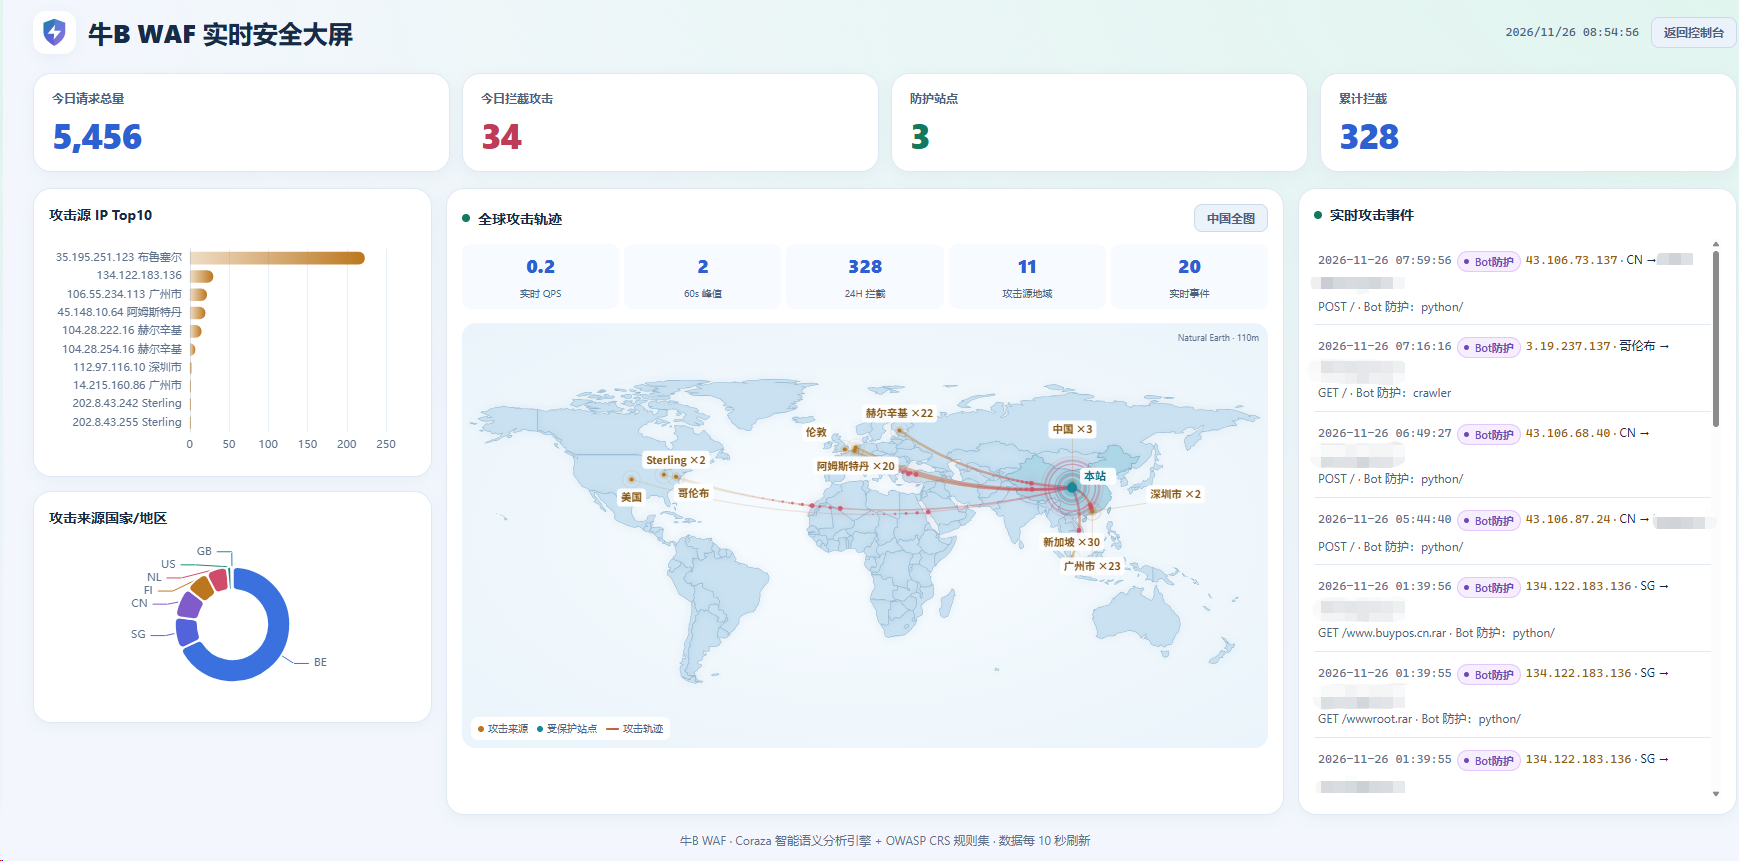 牛B WAF 实时安全大屏
2026/11/26 08:54:56
返回控制台
今日请求总量
5,456
今日拦截攻击
34
防护站点
3
累计拦截
328
攻击源 IP Top10
35.195.251.123 布鲁塞尔
134.122.183.136
106.55.234.113 广州市
45.148.10.64 阿姆斯特丹
104.28.222.16 赫尔辛基
104.28.254.16 赫尔辛基
112.97.116.10 深圳市
14.215.160.86 广州市
202.8.43.242 Sterling
202.8.43.255 Sterling
0 50 100 150 200 250
攻击来源国家/地区
GB
US
NL
FI
CN
SG
BE
全球攻击轨迹
中国全图
0.2
实时 QPS
2
60s 峰值
328
24H 拦截
11
攻击源地域
20
实时事件
Natural Earth · 110m
赫尔辛基 ×22
伦敦
中国 ×3
Sterling ×2
阿姆斯特丹 ×20
本站
美国
哥伦布
深圳市 ×2
新加坡 ×30
广州市 ×23
攻击来源
受保护站点
攻击轨迹
实时攻击事件
2026-11-26 07:59:56 Bot防护 43.106.73.137 · CN →
POST / · Bot 防护: python/
2026-11-26 07:16:16 Bot防护 3.19.237.137 · 哥伦布 →
GET / · Bot 防护: crawler
2026-11-26 06:49:27 Bot防护 43.106.68.40 · CN →
POST / · Bot 防护: python/
2026-11-26 05:44:40 Bot防护 43.106.87.24 · CN →
POST / · Bot 防护: python/
2026-11-26 01:39:56 Bot防护 134.122.183.136 · SG →
GET /www.buypos.cn.rar · Bot 防护: python/
2026-11-26 01:39:55 Bot防护 134.122.183.136 · SG →
GET /wwwroot.rar · Bot 防护: python/
2026-11-26 01:39:55 Bot防护 134.122.183.136 · SG →
牛B WAF · Coraza 智能语义分析引擎 + OWASP CRS 规则集 · 数据每 10 秒刷新